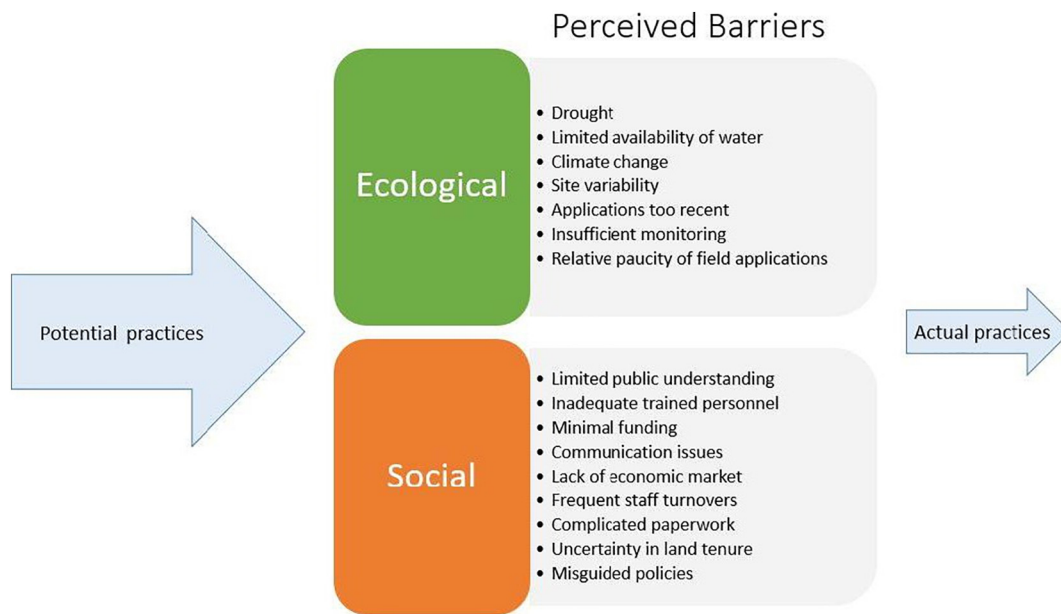 Perceived Barriers
Potential practices
Ecological
• Drought
• Limited availability of water
• Climate change
• Site variability
• Applications too recent
• Insufficient monitoring
• Relative paucity of field applications
Social
• Limited public understanding
• Inadequate trained personnel
• Minimal funding
• Communication issues
• Lack of economic market
• Frequent staff turnovers
• Complicated paperwork
• Uncertainty in land tenure
• Misguided policies
Actual practices